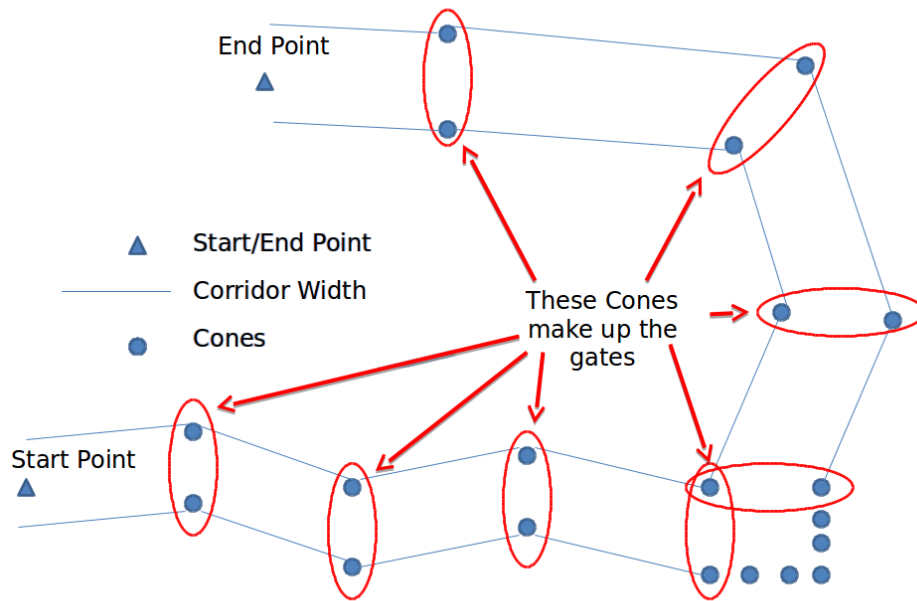 End Point
Start/End Point
Corridor Width
Cones
These Cones
make up the
gates
Start Point